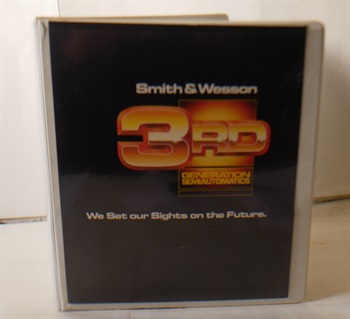 Smith & Wesson
3RD
GENERATION
SEMIAUTOMATICS
We Set our Sights on the Future.